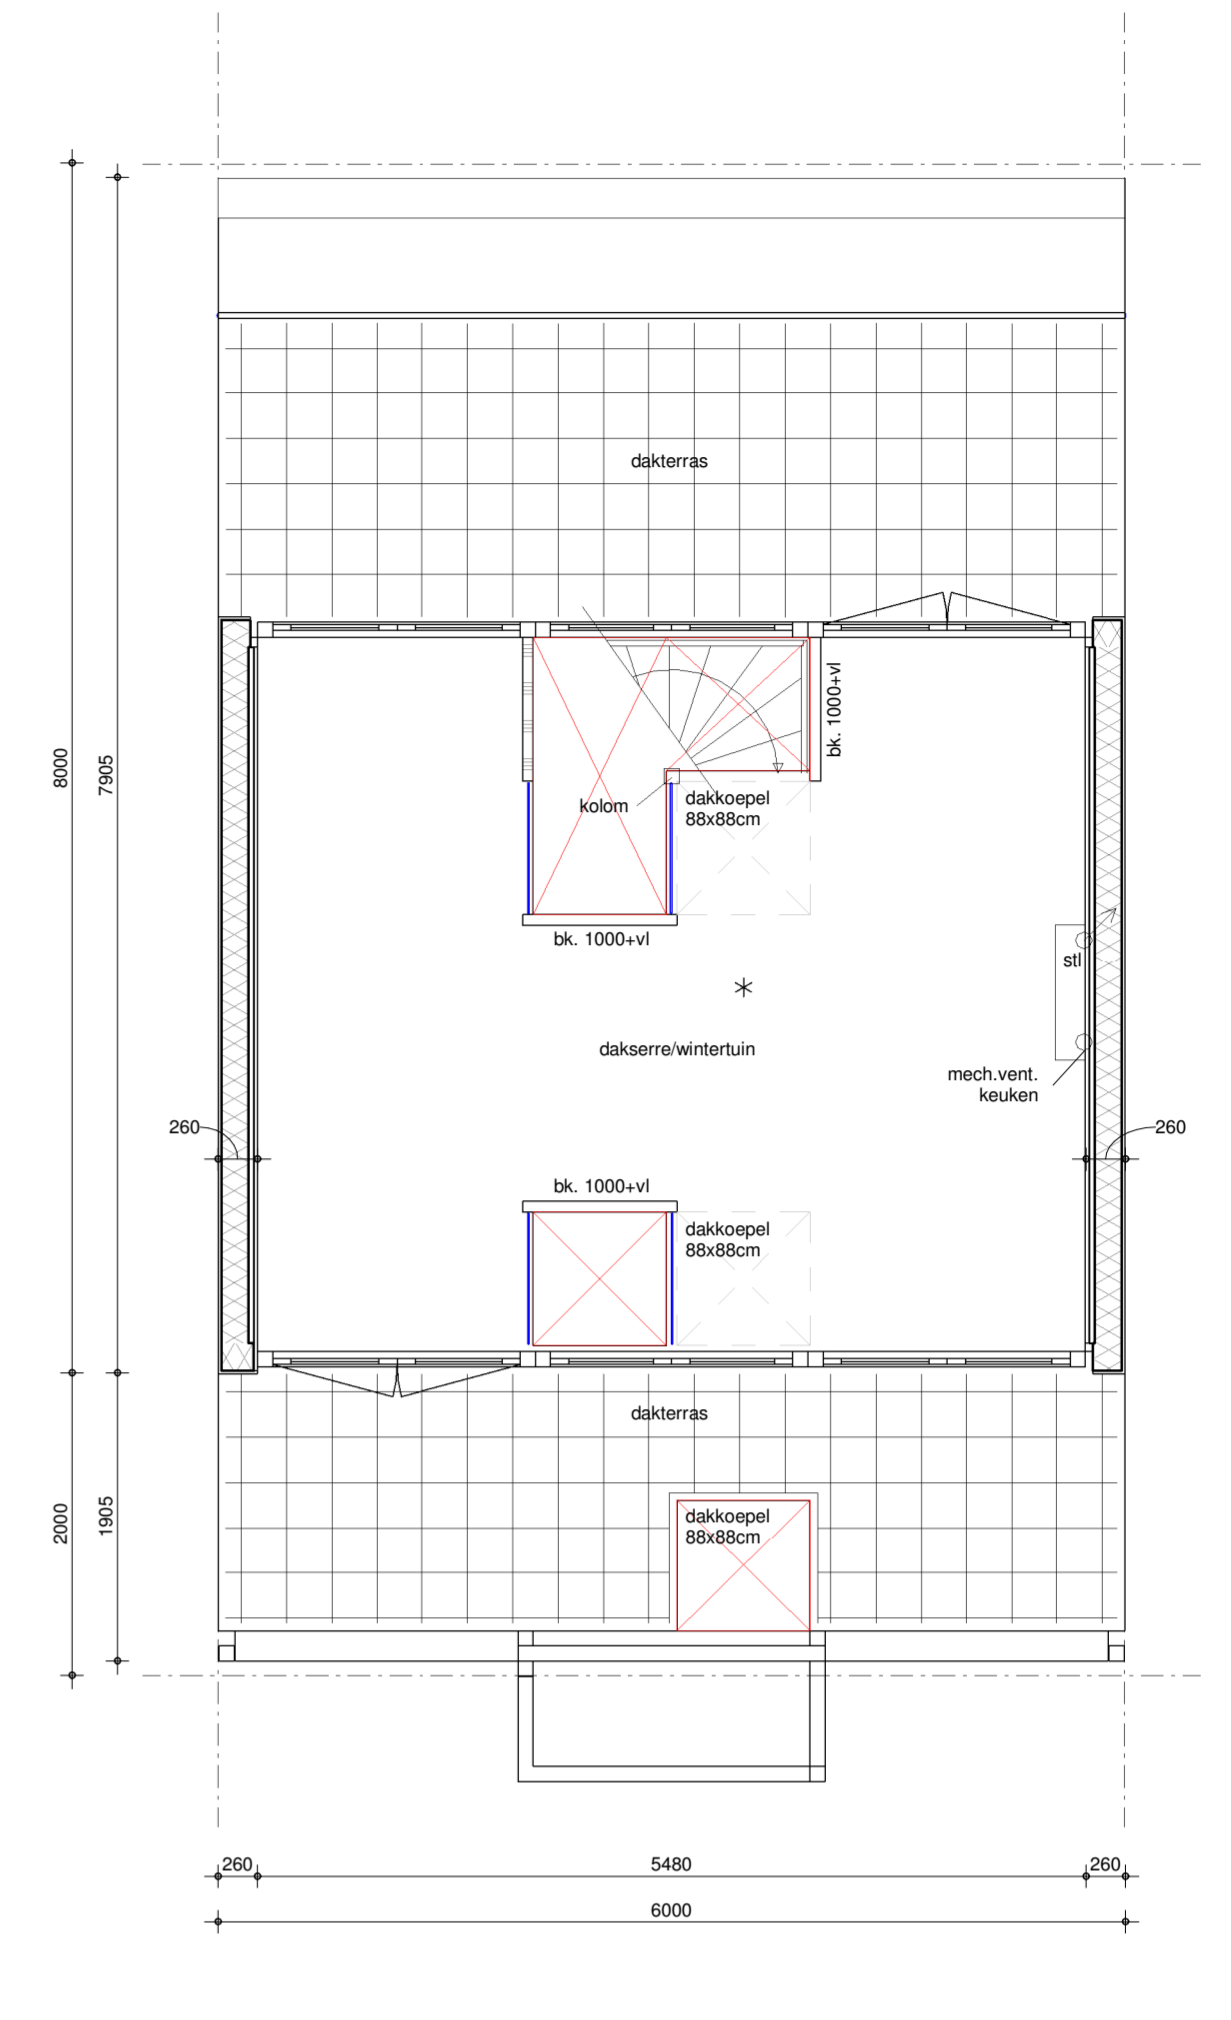 dakterras
8000
7905
bk. 1000+vl
kolom
dakkoepel
88x88cm
bk. 1000+vl
stl
dakserre/wintertuin
mech.vent.
keuken
260
260
bk. 1000+vl
dakkoepel
88x88cm
dakterras
2000
1905
dakkoepel
88x88cm
260
5480
260
6000